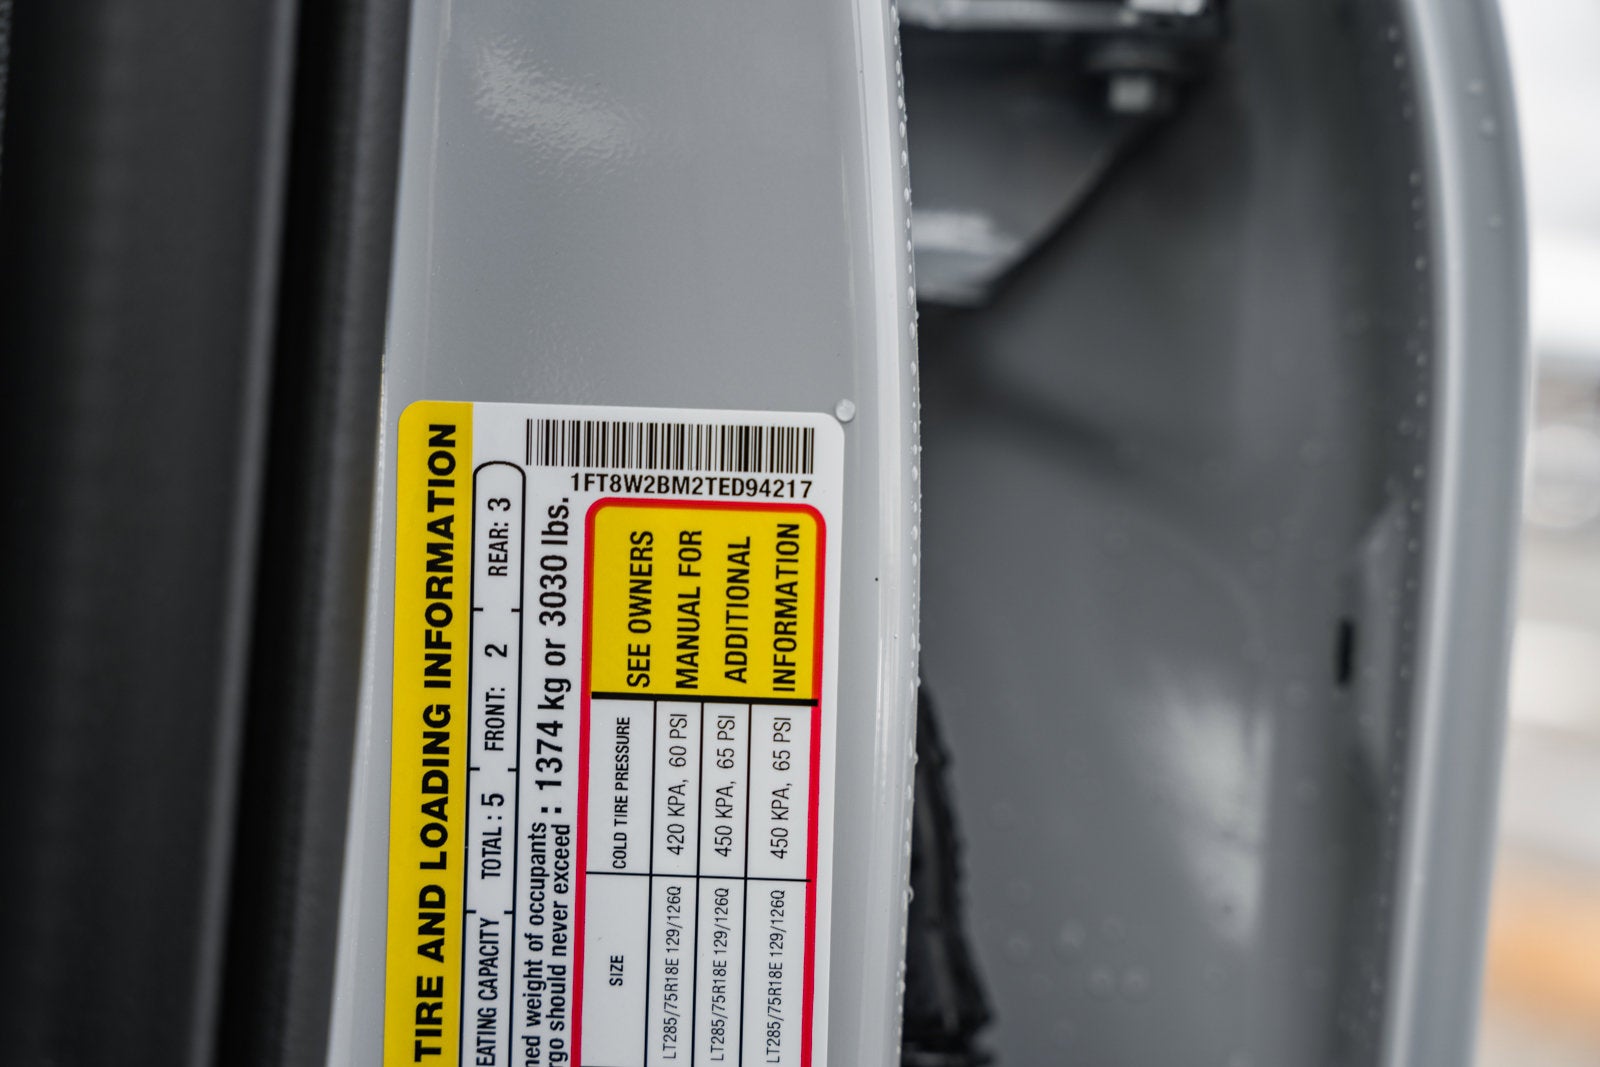 TIRE AND LOADING INFORMATION
EATING CAPACITY TOTAL : 5 FRONT: 2 REAR: 3
ned weight of occupants
rgo should never exceed : 1374 kg or 3030 lbs.
1FT8W2BM2TED94217
SIZE COLD TIRE PRESSURE
LT285/75R18E 129/126Q 420 KPA, 60 PSI
LT285/75R18E 129/126Q 450 KPA, 65 PSI
LT285/75R18E 129/126Q 450 KPA, 65 PSI
SEE OWNERS
MANUAL FOR
ADDITIONAL
INFORMATION